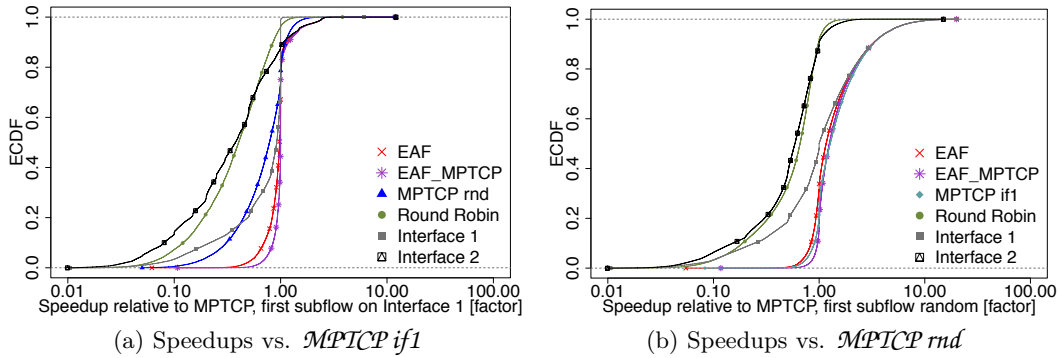 ECDF
0.0 0.2 0.4 0.6 0.8 1.0
EAF
EAF_MPTCP
MPTCP rnd
Round Robin
Interface 1
Interface 2
0.01 0.10 1.00 10.00 100.00
Speedup relative to MPTCP, first subflow on Interface 1 [factor]
(a) Speedups vs. MPTCP if1
ECDF
0.0 0.2 0.4 0.6 0.8 1.0
EAF
EAF_MPTCP
MPTCP if1
Round Robin
Interface 1
Interface 2
0.01 0.10 1.00 10.00 100.00
Speedup relative to MPTCP, first subflow random [factor]
(b) Speedups vs. MPTCP rnd